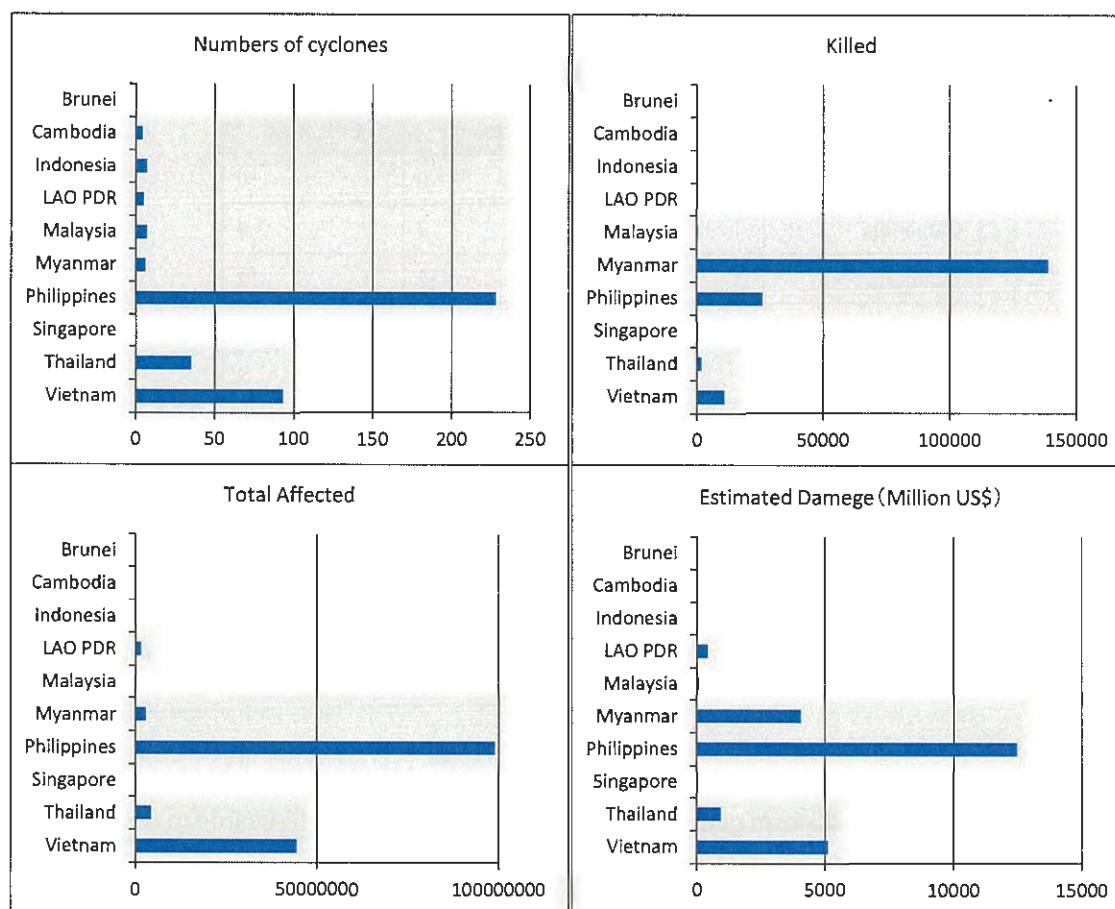 Numbers of cyclones
Brunei
Cambodia
Indonesia
LAO PDR
Malaysia
Myanmar
Philippines
Singapore
Thailand
Vietnam
0 50 100 150 200 250
Killed
Brunei
Cambodia
Indonesia
LAO PDR
Malaysia
Myanmar
Philippines
Singapore
Thailand
Vietnam
0 50000 100000 150000
Total Affected
Brunei
Cambodia
Indonesia
LAO PDR
Malaysia
Myanmar
Philippines
Singapore
Thailand
Vietnam
0 50000000 100000000
Estimated Damege (Million US$)
Brunei
Cambodia
Indonesia
LAO PDR
Malaysia
Myanmar
Philippines
Singapore
Thailand
Vietnam
0 5000 10000 15000